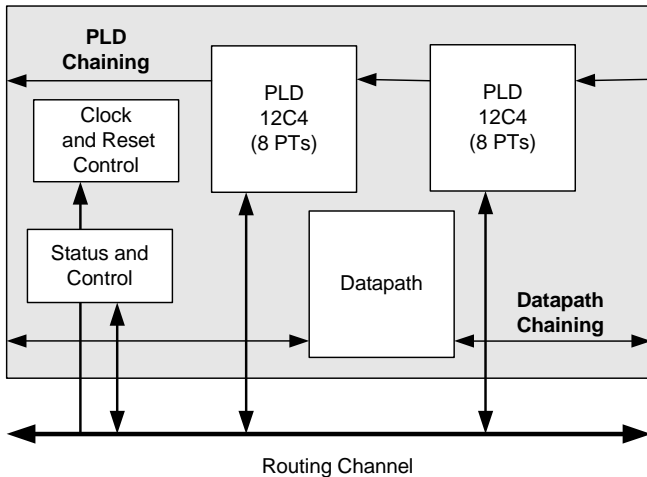 PLD
Chaining
PLD
12C4
(8 PTs)
PLD
12C4
(8 PTs)
Clock
and Reset
Control
Status and
Control
Datapath
Datapath
Chaining
Routing Channel